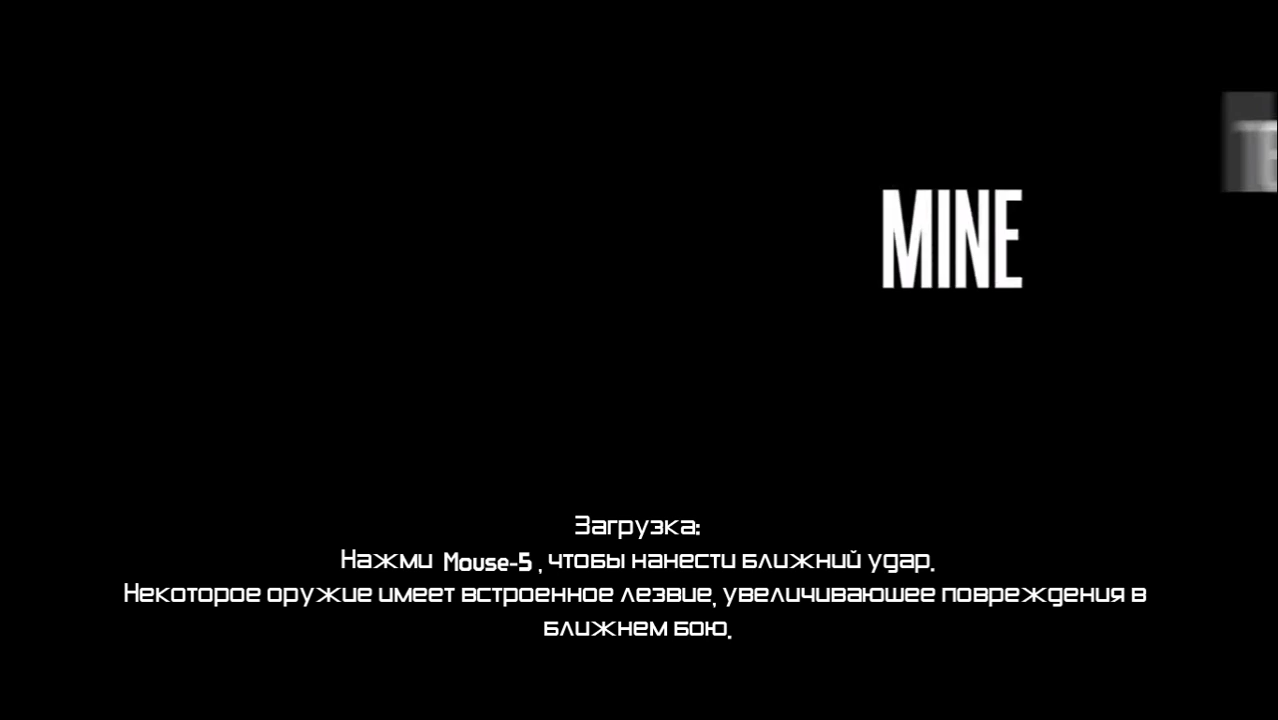 MINE
Загрузка:
Нажми Mouse-5 , чтобы нанести ближний удар.
Некоторое оружие имеет встроенное лезвие, увеличивающее повреждения в
ближнем бою.